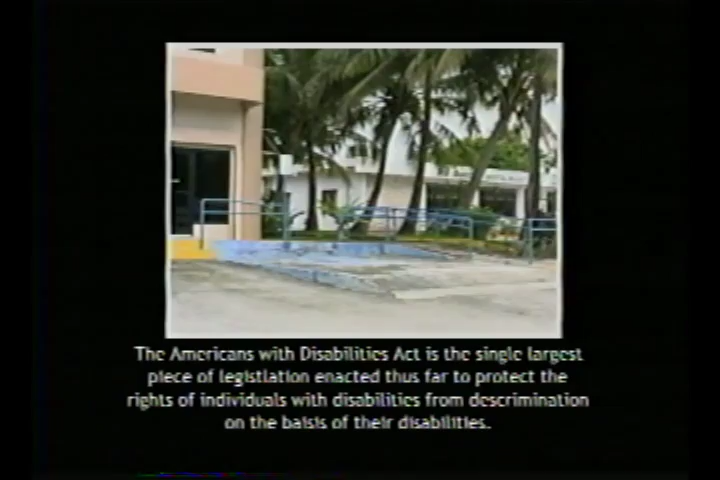 The Americans with Disabilities Act is the single largest
piece of legistlation enacted thus far to protect the
rights of individuals with disabilities from descrimination
on the baisis of their disabilities.